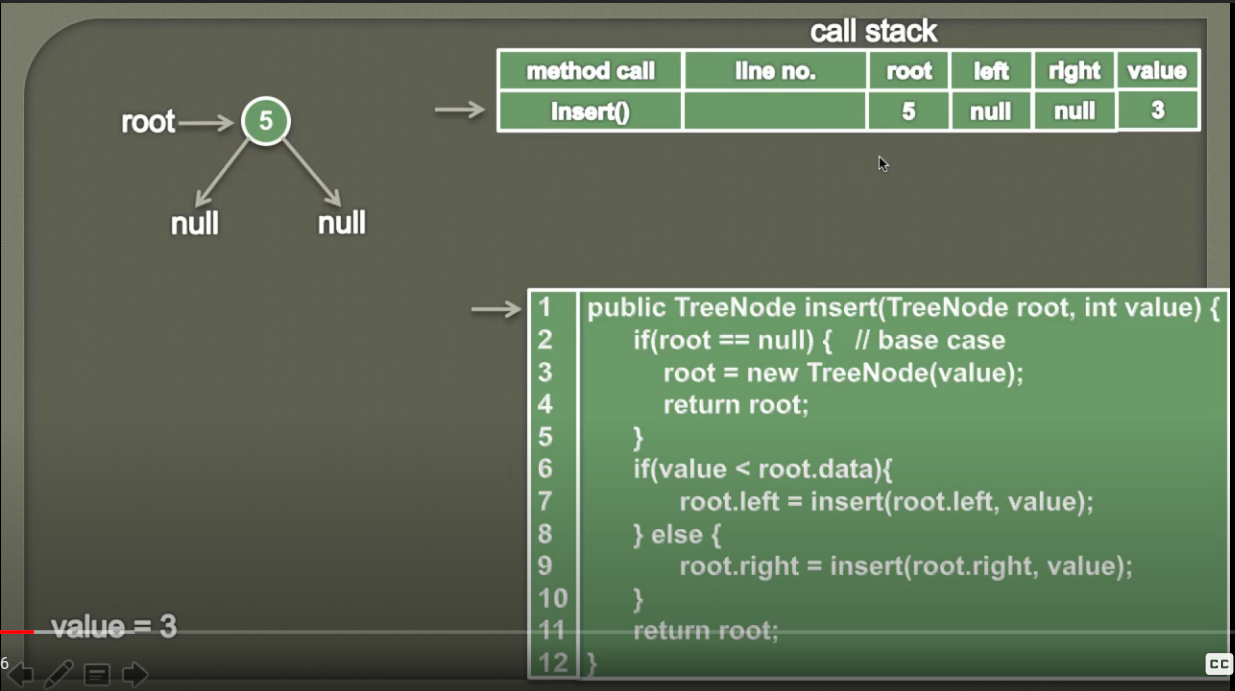 call stack
method call line no. root left right value
insert() 5 null null 3
root 5
null null
1 public TreeNode insert(TreeNode root, int value) {
2 if(root == null) { // base case
3 root = new TreeNode(value);
4 return root;
5 }
6 if(value < root.data){
7 root.left = insert(root.left, value);
8 } else {
9 root.right = insert(root.right, value);
10 }
11 return root;
12 }
value = 3
6
CC